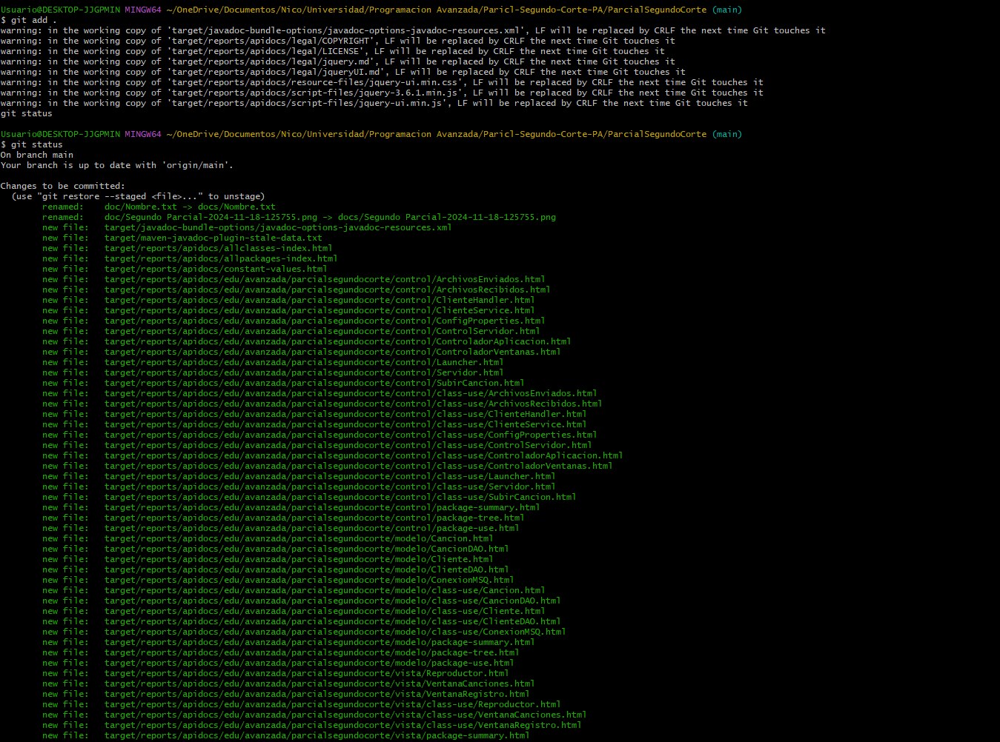 Usuario@DESKTOP-JJGPMIN MINGW64 ~/OneDrive/Documentos/Nico/Universidad/Programacion Avanzada/Paricl-Segundo-Corte-PA/ParcialSegundoCorte (main)
$ git add .
warning: in the working copy of 'target/javadoc-bundle-options/javadoc-options-javadoc-resources.xml', LF will be replaced by CRLF the next time Git touches it
warning: in the working copy of 'target/reports/apidocs/legal/COPYRIGHT', LF will be replaced by CRLF the next time Git touches it
warning: in the working copy of 'target/reports/apidocs/legal/LICENSE', LF will be replaced by CRLF the next time Git touches it
warning: in the working copy of 'target/reports/apidocs/legal/jquery.md', LF will be replaced by CRLF the next time Git touches it
warning: in the working copy of 'target/reports/apidocs/legal/jqueryUI.md', LF will be replaced by CRLF the next time Git touches it
warning: in the working copy of 'target/reports/apidocs/resource-files/jquery-ui.min.css', LF will be replaced by CRLF the next time Git touches it
warning: in the working copy of 'target/reports/apidocs/script-files/jquery-3.6.1.min.js', LF will be replaced by CRLF the next time Git touches it
warning: in the working copy of 'target/reports/apidocs/script-files/jquery-ui.min.js', LF will be replaced by CRLF the next time Git touches it
git status
Usuario@DESKTOP-JJGPMIN MINGW64 ~/OneDrive/Documentos/Nico/Universidad/Programacion Avanzada/Paricl-Segundo-Corte-PA/ParcialSegundoCorte (main)
$ git status
On branch main
Your branch is up to date with 'origin/main'.
Changes to be committed:
(use "git restore --staged <file>..." to unstage)
renamed: doc/Nombre.txt -> docs/Nombre.txt
renamed: doc/Segundo Parcial-2024-11-18-125755.png -> docs/Segundo Parcial-2024-11-18-125755.png
new file: target/javadoc-bundle-options/javadoc-options-javadoc-resources.xml
new file: target/maven-javadoc-plugin-stale-data.txt
new file: target/reports/apidocs/allclasses-index.html
new file: target/reports/apidocs/allpackages-index.html
new file: target/reports/apidocs/constant-values.html
new file: target/reports/apidocs/edu/avanzada/parcialsegundocorte/control/ArchivosEnviados.html
new file: target/reports/apidocs/edu/avanzada/parcialsegundocorte/control/ArchivosRecibidos.html
new file: target/reports/apidocs/edu/avanzada/parcialsegundocorte/control/ClienteHandler.html
new file: target/reports/apidocs/edu/avanzada/parcialsegundocorte/control/ClienteService.html
new file: target/reports/apidocs/edu/avanzada/parcialsegundocorte/control/ConfigProperties.html
new file: target/reports/apidocs/edu/avanzada/parcialsegundocorte/control/ControlServidor.html
new file: target/reports/apidocs/edu/avanzada/parcialsegundocorte/control/ControladorAplicacion.html
new file: target/reports/apidocs/edu/avanzada/parcialsegundocorte/control/ControladorVentanas.html
new file: target/reports/apidocs/edu/avanzada/parcialsegundocorte/control/Launcher.html
new file: target/reports/apidocs/edu/avanzada/parcialsegundocorte/control/Servidor.html
new file: target/reports/apidocs/edu/avanzada/parcialsegundocorte/control/SubirCancion.html
new file: target/reports/apidocs/edu/avanzada/parcialsegundocorte/control/class-use/ArchivosEnviados.html
new file: target/reports/apidocs/edu/avanzada/parcialsegundocorte/control/class-use/ArchivosRecibidos.html
new file: target/reports/apidocs/edu/avanzada/parcialsegundocorte/control/class-use/ClienteHandler.html
new file: target/reports/apidocs/edu/avanzada/parcialsegundocorte/control/class-use/ClienteService.html
new file: target/reports/apidocs/edu/avanzada/parcialsegundocorte/control/class-use/ConfigProperties.html
new file: target/reports/apidocs/edu/avanzada/parcialsegundocorte/control/class-use/ControlServidor.html
new file: target/reports/apidocs/edu/avanzada/parcialsegundocorte/control/class-use/ControladorAplicacion.html
new file: target/reports/apidocs/edu/avanzada/parcialsegundocorte/control/class-use/ControladorVentanas.html
new file: target/reports/apidocs/edu/avanzada/parcialsegundocorte/control/class-use/Launcher.html
new file: target/reports/apidocs/edu/avanzada/parcialsegundocorte/control/class-use/Servidor.html
new file: target/reports/apidocs/edu/avanzada/parcialsegundocorte/control/class-use/SubirCancion.html
new file: target/reports/apidocs/edu/avanzada/parcialsegundocorte/control/package-summary.html
new file: target/reports/apidocs/edu/avanzada/parcialsegundocorte/control/package-tree.html
new file: target/reports/apidocs/edu/avanzada/parcialsegundocorte/control/package-use.html
new file: target/reports/apidocs/edu/avanzada/parcialsegundocorte/modelo/Cancion.html
new file: target/reports/apidocs/edu/avanzada/parcialsegundocorte/modelo/CancionDAO.html
new file: target/reports/apidocs/edu/avanzada/parcialsegundocorte/modelo/Cliente.html
new file: target/reports/apidocs/edu/avanzada/parcialsegundocorte/modelo/ClienteDAO.html
new file: target/reports/apidocs/edu/avanzada/parcialsegundocorte/modelo/ConexionMSQ.html
new file: target/reports/apidocs/edu/avanzada/parcialsegundocorte/modelo/class-use/Cancion.html
new file: target/reports/apidocs/edu/avanzada/parcialsegundocorte/modelo/class-use/CancionDAO.html
new file: target/reports/apidocs/edu/avanzada/parcialsegundocorte/modelo/class-use/Cliente.html
new file: target/reports/apidocs/edu/avanzada/parcialsegundocorte/modelo/class-use/ClienteDAO.html
new file: target/reports/apidocs/edu/avanzada/parcialsegundocorte/modelo/class-use/ConexionMSQ.html
new file: target/reports/apidocs/edu/avanzada/parcialsegundocorte/modelo/package-summary.html
new file: target/reports/apidocs/edu/avanzada/parcialsegundocorte/modelo/package-tree.html
new file: target/reports/apidocs/edu/avanzada/parcialsegundocorte/modelo/package-use.html
new file: target/reports/apidocs/edu/avanzada/parcialsegundocorte/vista/Reproductor.html
new file: target/reports/apidocs/edu/avanzada/parcialsegundocorte/vista/VentanaCanciones.html
new file: target/reports/apidocs/edu/avanzada/parcialsegundocorte/vista/VentanaRegistro.html
new file: target/reports/apidocs/edu/avanzada/parcialsegundocorte/vista/class-use/Reproductor.html
new file: target/reports/apidocs/edu/avanzada/parcialsegundocorte/vista/class-use/VentanaCanciones.html
new file: target/reports/apidocs/edu/avanzada/parcialsegundocorte/vista/class-use/VentanaRegistro.html
new file: target/reports/apidocs/edu/avanzada/parcialsegundocorte/vista/package-summary.html